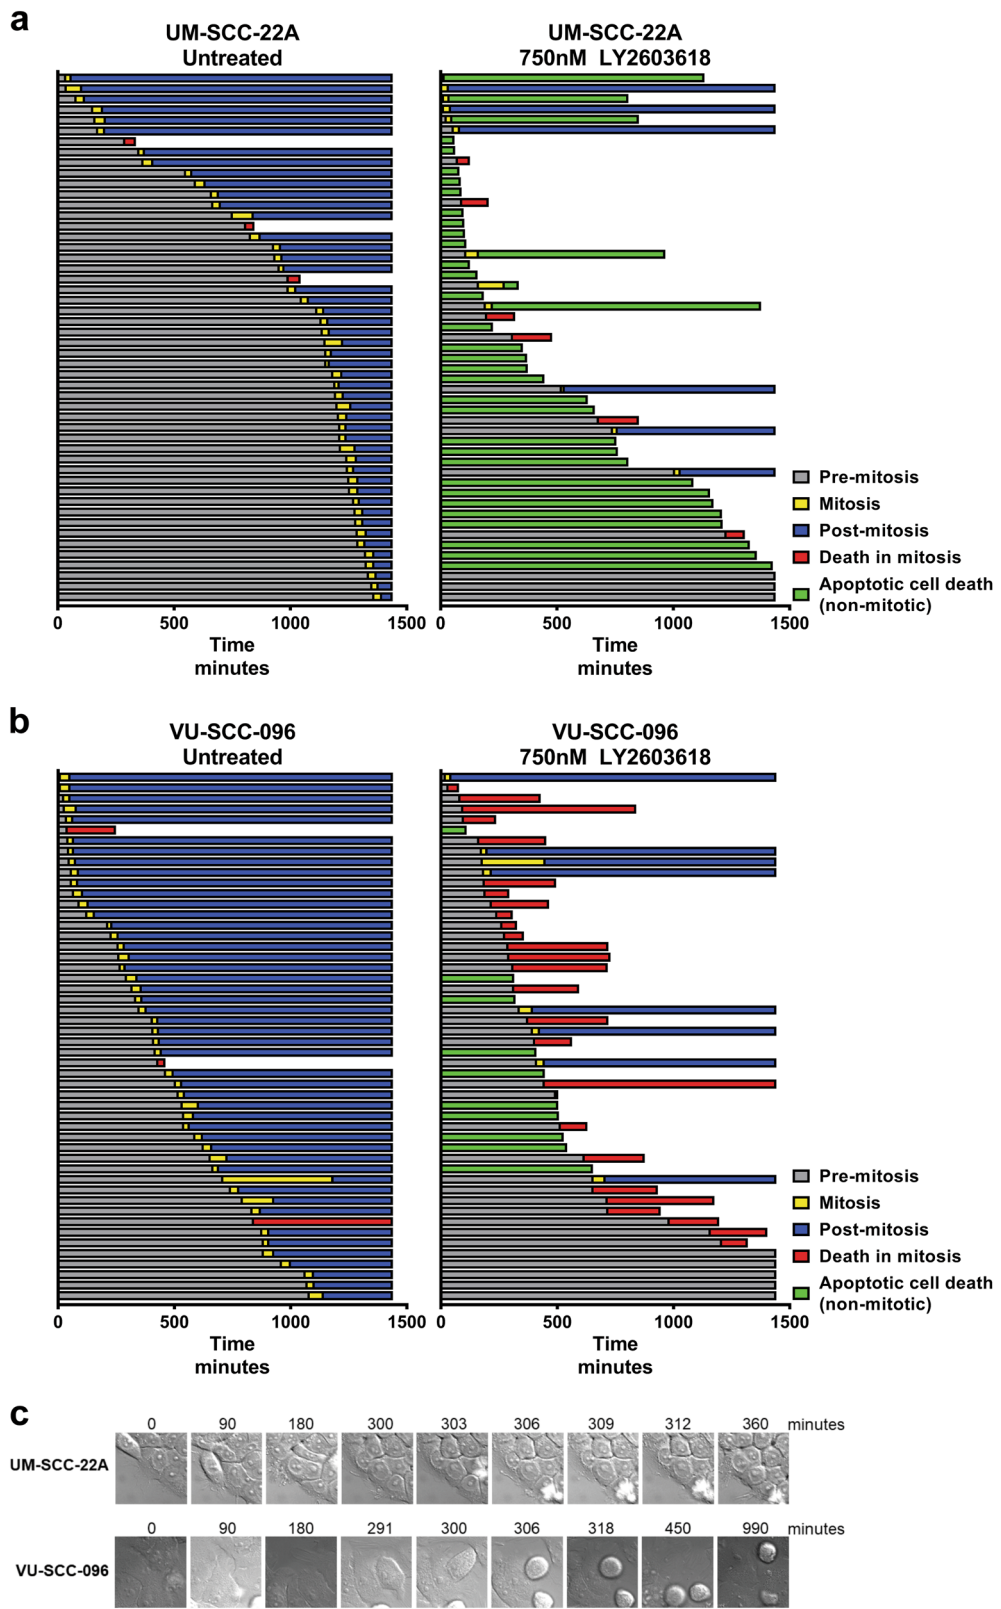 a
UM-SCC-22A
Untreated
UM-SCC-22A
750nM LY2603618
Pre-mitosis
Mitosis
Post-mitosis
Death in mitosis
Apoptotic cell death
(non-mitotic)
0 500 1000 1500
Time
minutes
0 500 1000 1500
Time
minutes
b
VU-SCC-096
Untreated
VU-SCC-096
750nM LY2603618
Pre-mitosis
Mitosis
Post-mitosis
Death in mitosis
Apoptotic cell death
(non-mitotic)
0 500 1000 1500
Time
minutes
0 500 1000 1500
Time
minutes
c
0 90 180 300 303 306 309 312 360 minutes
UM-SCC-22A
0 90 180 291 300 306 318 450 990 minutes
VU-SCC-096